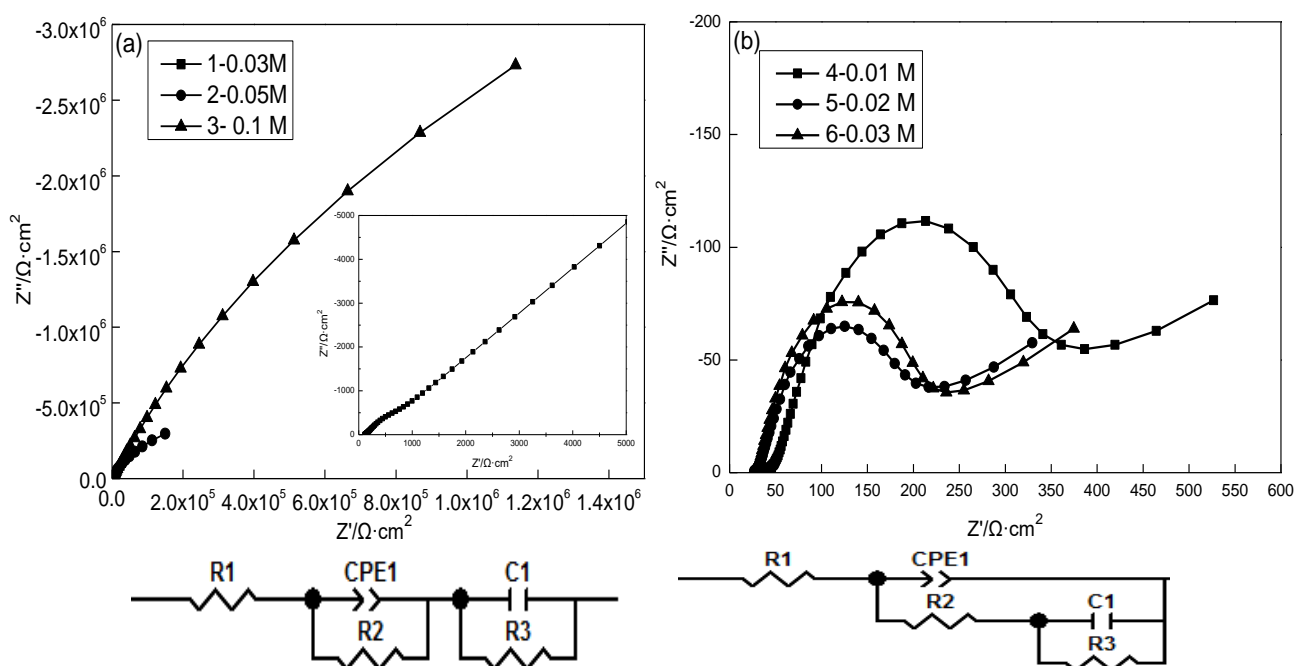 (a)
1-0.03M
2-0.05M
3- 0.1 M
Z''/Ω·cm²
-3.0x10⁶
-2.5x10⁶
-2.0x10⁶
-1.5x10⁶
-1.0x10⁶
-5.0x10⁵
0.0
0.0 2.0x10⁵ 4.0x10⁵ 6.0x10⁵ 8.0x10⁵ 1.0x10⁶ 1.2x10⁶ 1.4x10⁶
Z'/Ω·cm²
Z''/Ω·cm²
-5000
-4000
-3000
-2000
-1000
0
0 1000 2000 3000 4000 5000
Z'/Ω·cm²
R1 CPE1 C1
R2 R3
(b)
4-0.01 M
5-0.02 M
6-0.03 M
Z''/Ω·cm²
-200
-150
-100
-50
0
0 50 100 150 200 250 300 350 400 450 500 550 600
Z'/Ω·cm²
R1 CPE1
R2 C1
R3